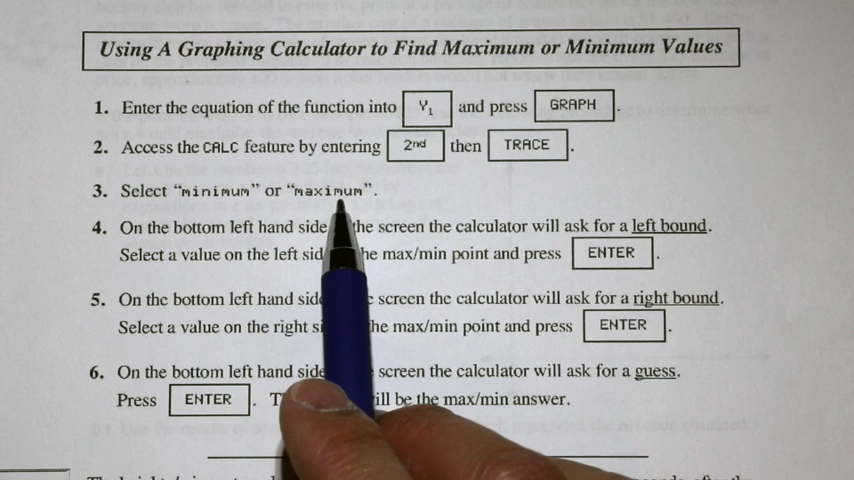 Using A Graphing Calculator to Find Maximum or Minimum Values
1. Enter the equation of the function into Y1 and press GRAPH .
2. Access the CALC feature by entering 2nd then TRACE .
3. Select “minimum” or “maximum”.
4. On the bottom left hand side the screen the calculator will ask for a left bound.
Select a value on the left he max/min point and press ENTER .
5. On the bottom left hand screen the calculator will ask for a right bound.
Select a value on the right he max/min point and press ENTER .
6. On the bottom left hand side screen the calculator will ask for a guess.
Press ENTER . ill be the max/min answer.